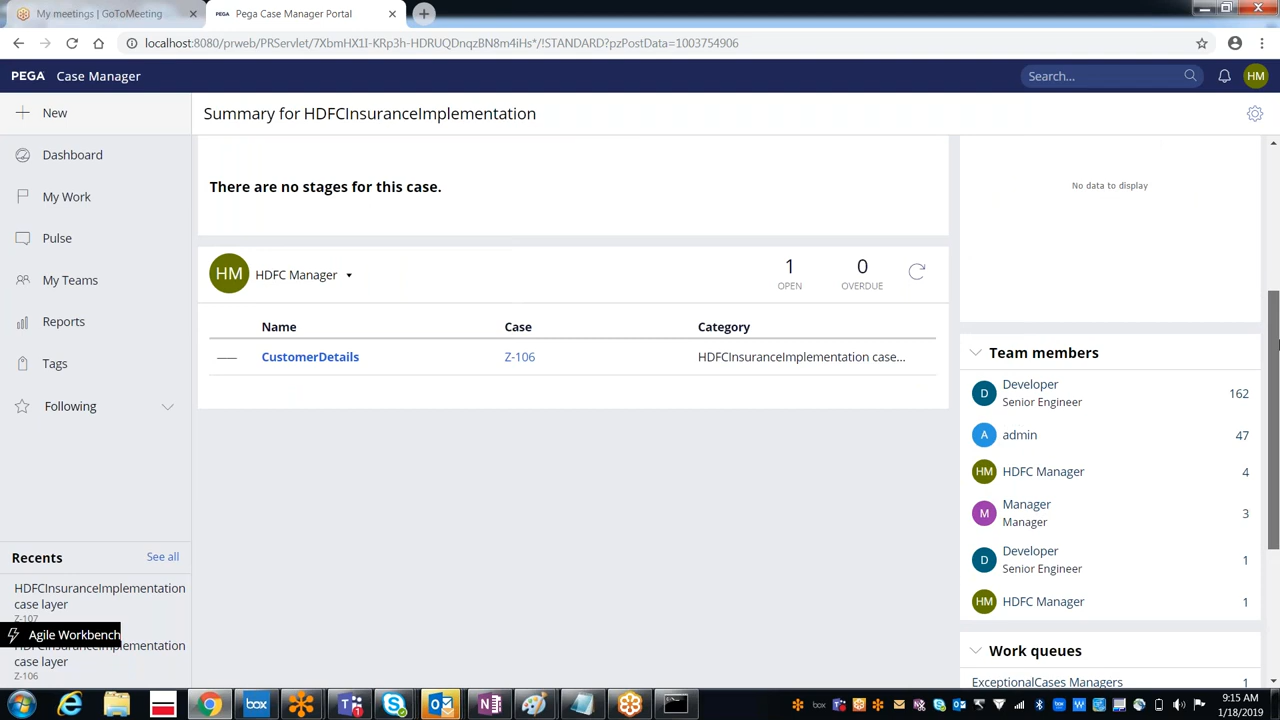 My meetings | GoToMeeting
Pega Case Manager Portal
localhost:8080/prweb/PRServlet/7XbmHX1I-KRp3h-HDRUQDnqzBN8m4iHs*/!STANDARD?pzPostData=1003754906
PEGA Case Manager
Search...
HM
New
Summary for HDFCInsuranceImplementation
Dashboard
My Work
Pulse
My Teams
Reports
Tags
Following
There are no stages for this case.
HM HDFC Manager
1 OPEN
0 OVERDUE
Name Case Category
CustomerDetails Z-106 HDFCInsuranceImplementation case...
No data to display
Team members
D Developer 162
Senior Engineer
A admin 47
HM HDFC Manager 4
M Manager 3
Manager
D Developer 1
Senior Engineer
HM HDFC Manager 1
Work queues
ExceptionalCases Managers
Recents See all
HDFCInsuranceImplementation
case layer
Z-107
Agile Workbench
HDFCInsuranceImplementation
case layer
Z-106
box
box
9:15 AM
1/18/2019